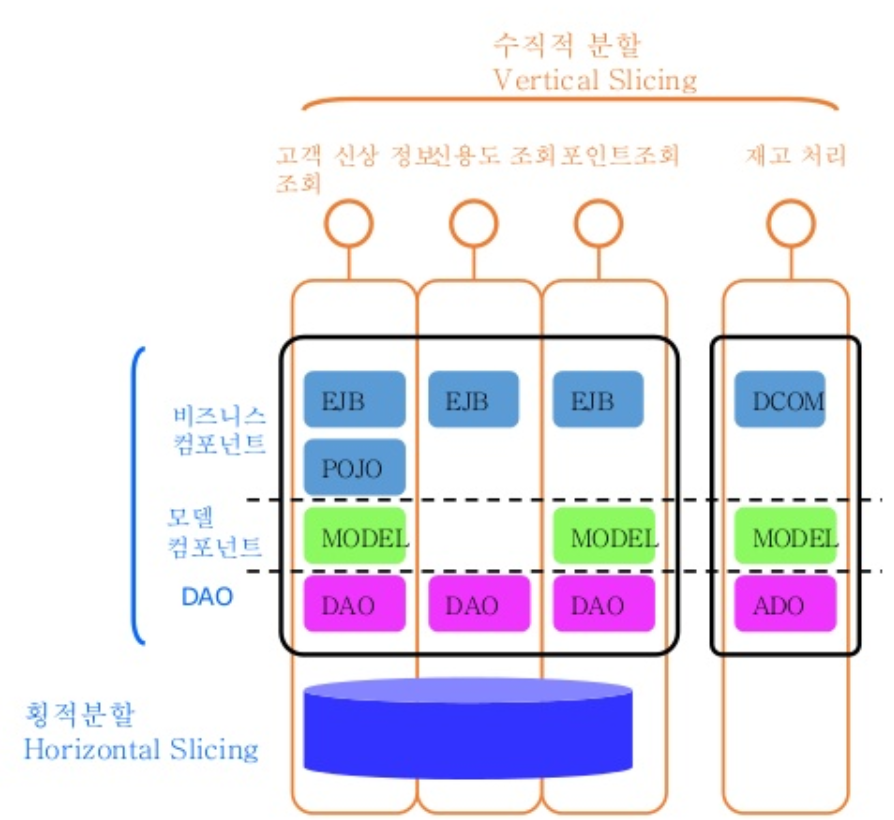 수직적 분할
Vertical Slicing
고객 신상 정보
조회
신용도 조회
포인트조회
재고 처리
비즈니스
컴포넌트
EJB
EJB
EJB
DCOM
POJO
모델
컴포넌트
MODEL
MODEL
MODEL
DAO
DAO
DAO
DAO
ADO
횡적분할
Horizontal Slicing